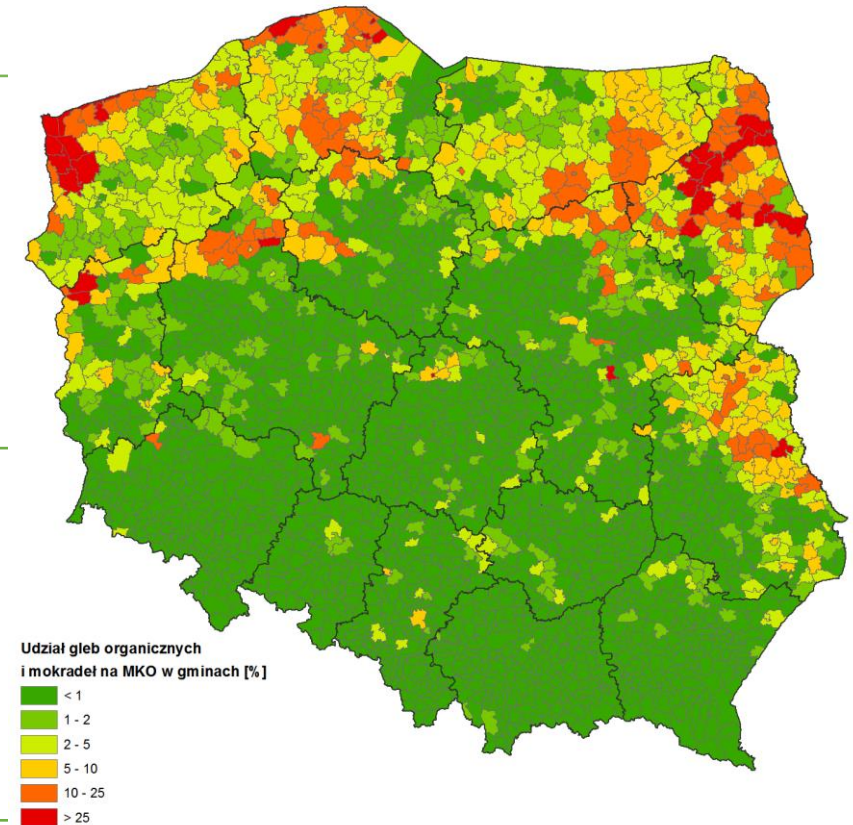 Udział gleb organicznych
i mokradeł na MKO w gminach [%]
< 1
1 - 2
2 - 5
5 - 10
10 - 25
> 25